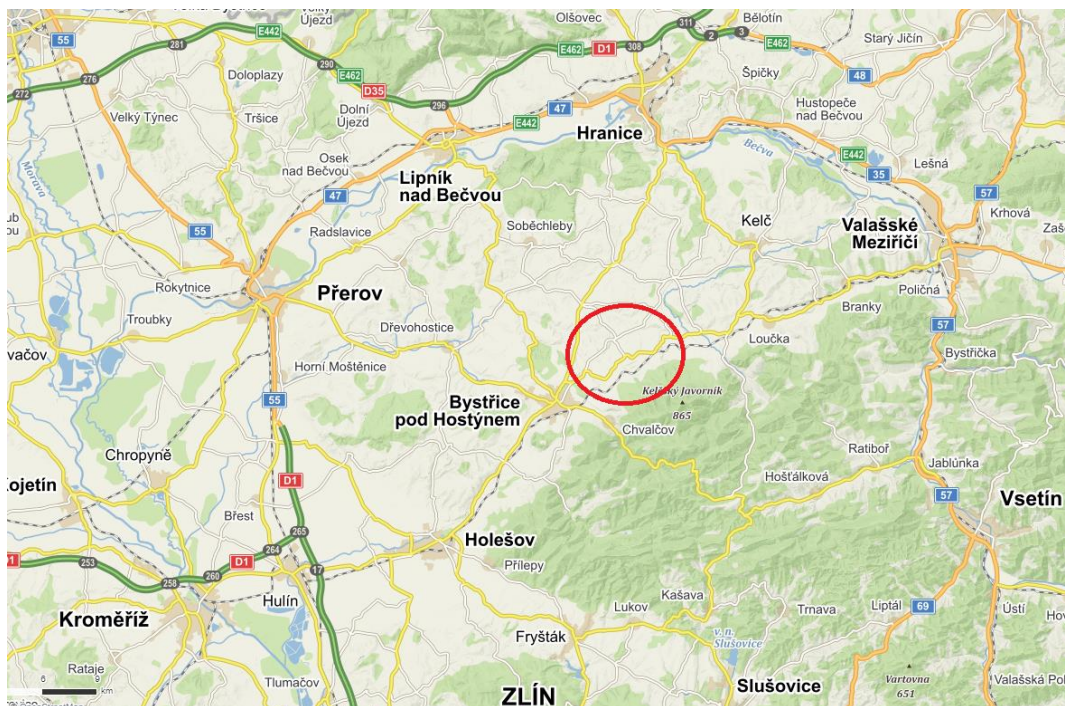 Újezd
E442
Olšovec
311
Bělotín
55
281
E462
D1
308
2
3
E462
Starý Jičín
Doloplazy
290
E462
276
D35
Špičky
48
272
296
47
Velký Týnec
Tršice
Dolní
Újezd
E442
Hustopeče
nad Bečvou
Hranice
Bečva
Morava
Osek
nad Bečvou
E442
Lešná
Lipník
nad Bečvou
35
47
57
55
Radslavice
Soběchleby
Kelč
Krhová
Valašské
Meziříčí
Rokytnice
Přerov
Poličná
Troubky
Branky
Dřevohostice
57
Loučka
Horní Moštěnice
Bystřička
Kelčský Javorník
865
55
Bystřice
pod Hostýnem
Chvalčov
Chropyně
Ratiboř
Hošťálková
Jablůnka
D1
57
Vsetín
Břest
265
Holešov
264
D1
Přílepy
253
260
17
258
Hulín
Kašava
Lukov
Trnava
Liptál
69
Ústí
Kroměříž
Fryšták
v. n.
Slušovice
Rataje
Tlumačov
Slušovice
Vartovna
651
ZLÍN
km